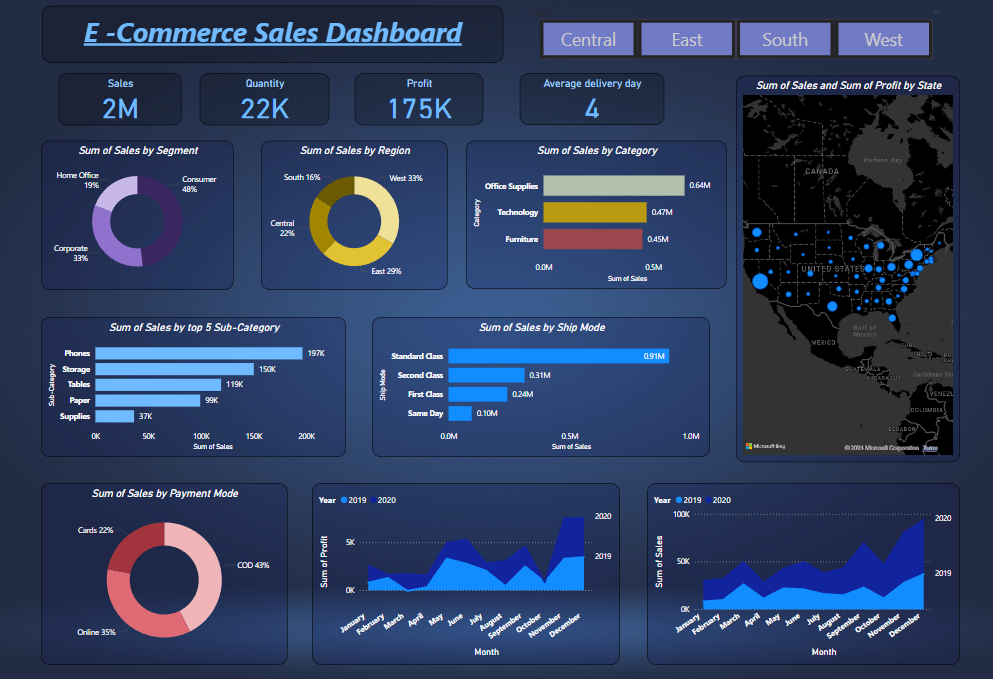 E -Commerce Sales Dashboard
Central
East
South
West
Sales
2M
Quantity
22K
Profit
175K
Average delivery day
4
Sum of Sales and Sum of Profit by State
CANADA
Hudson Bay
UNITED STATES
MEXICO
Gulf of
Mexico
CUBA
HAITI
GUATEMALA
NICARAGUA
Caribbean Sea
COLOMBIA
ECUADOR
Microsoft Bing
© 2024 Microsoft Corporation
Terms
Sum of Sales by Segment
Home Office
19%
Consumer
48%
Corporate
33%
Sum of Sales by Region
South 16%
West 33%
Central
22%
East 29%
Sum of Sales by Category
Category
Office Supplies
0.64M
Technology
0.47M
Furniture
0.45M
0.0M
0.5M
Sum of Sales
Sum of Sales by top 5 Sub-Category
Sub-Category
Phones
197K
Storage
150K
Tables
119K
Paper
99K
Supplies
37K
0K
50K
100K
150K
200K
Sum of Sales
Sum of Sales by Ship Mode
Ship Mode
Standard Class
0.91M
Second Class
0.31M
First Class
0.24M
Same Day
0.10M
0.0M
0.5M
1.0M
Sum of Sales
Sum of Sales by Payment Mode
Cards 22%
COD 43%
Online 35%
Year 2019 2020
Sum of Profit
5K
0K
2020
2019
January
February
March
April
May
June
July
August
September
October
November
December
Month
Year 2019 2020
Sum of Sales
100K
50K
0K
2020
2019
January
February
March
April
May
June
July
August
September
October
November
December
Month